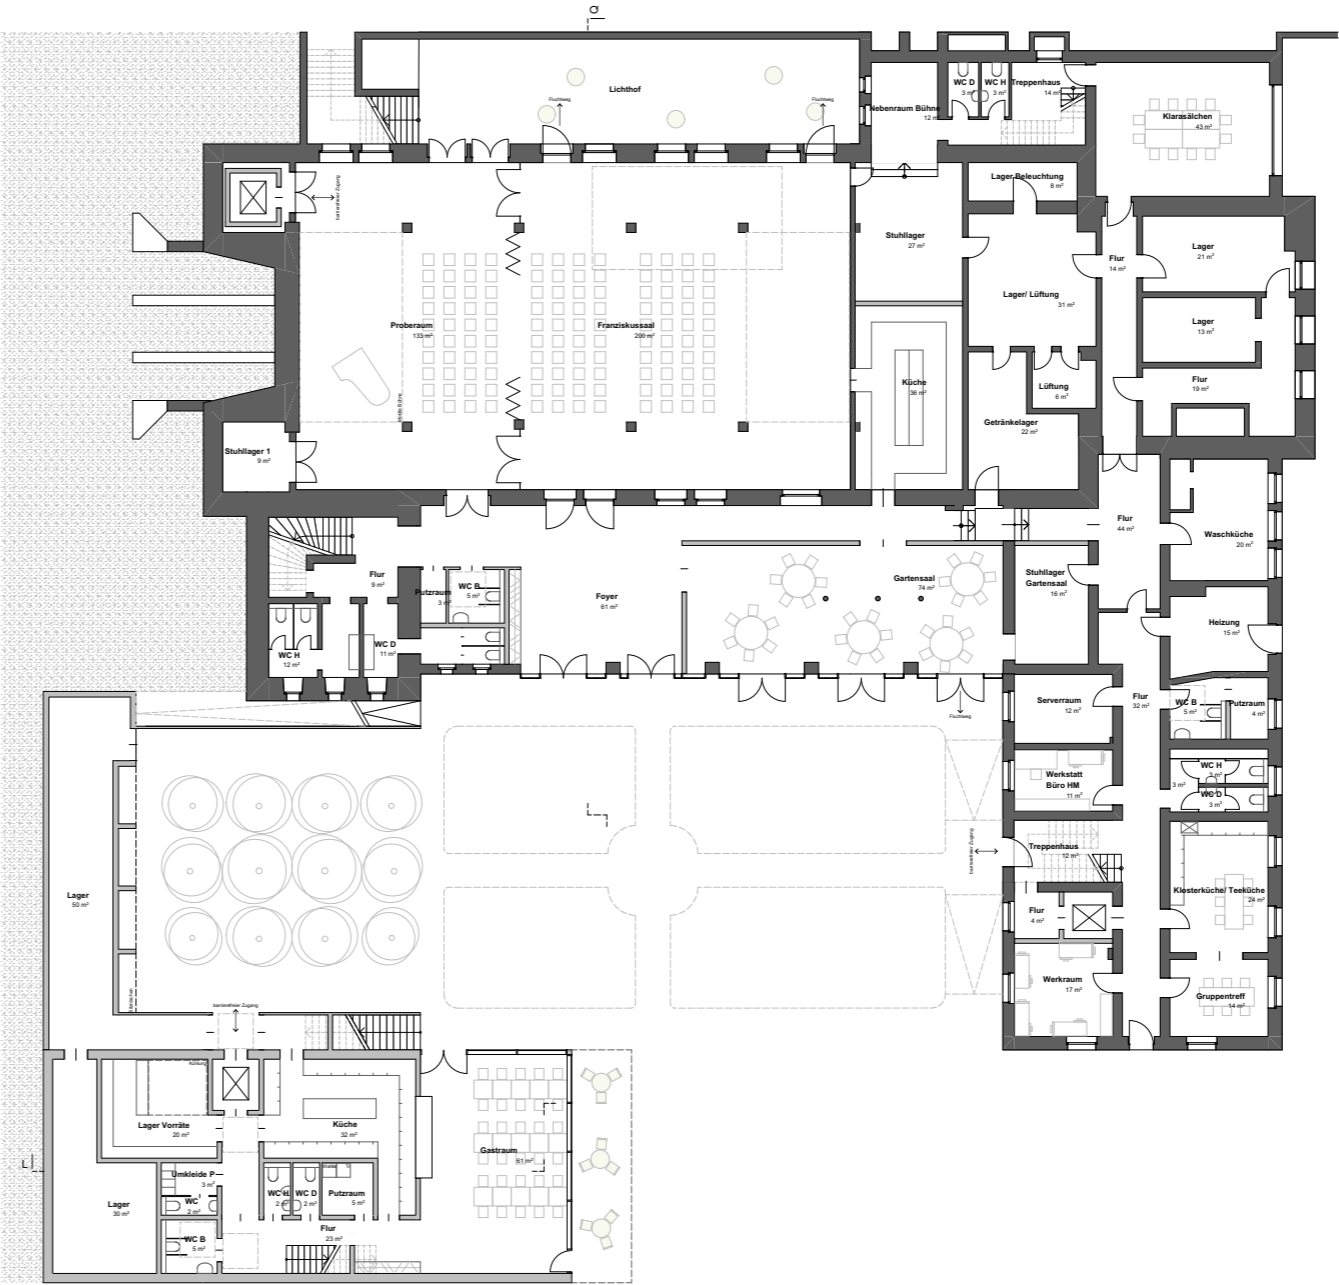 a
Lichthof
Fluchtweg
Fluchtweg
Nebenraum Bühne
12 m²
WC D
3 m²
WC H
3 m²
Treppenhaus
14 m²
Klarasälchen
43 m²
barrierefreier Zugang
Lager Beleuchtung
8 m²
Stuhllager
27 m²
Lager/ Lüftung
31 m²
Flur
14 m²
Lager
21 m²
Proberaum
133 m²
Franziskussaal
200 m²
Lager
13 m²
Küche
36 m²
Lüftung
6 m²
Flur
19 m²
Getränkelager
22 m²
Stuhllager 1
9 m²
Flur
44 m²
Waschküche
20 m²
Flur
9 m²
Putzraum
3 m²
WC B
5 m²
Foyer
61 m²
Gartensaal
74 m²
Stuhllager
Gartensaal
16 m²
Heizung
15 m²
WC H
12 m²
WC D
11 m²
Serverraum
12 m²
Flur
32 m²
WC B
5 m²
Putzraum
4 m²
Fluchtweg
Werkstatt
Büro HM
11 m²
WC H
3 m²
3 m²
WC D
3 m²
barrierefreier Zugang
Treppenhaus
12 m²
Lager
50 m²
Klosterküche/ Teeküche
24 m²
Flur
4 m²
Werkraum
17 m²
Gruppentreff
14 m²
barrierefreier Zugang
Kühlung
Lager Vorräte
20 m²
Küche
32 m²
Gastraum
61 m²
Umkleide P
3 m²
WC
2 m²
WC H
2 m²
WC D
2 m²
Putzraum
5 m²
Lager
30 m²
WC B
5 m²
Flur
23 m²